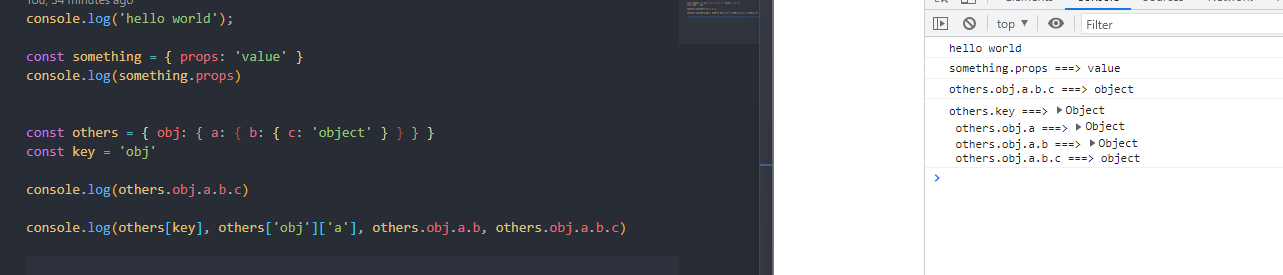 You, 34 minutes ago
console.log('hello world');
const something = { props: 'value' }
console.log(something.props)
const others = { obj: { a: { b: { c: 'object' } } } }
const key = 'obj'
console.log(others.obj.a.b.c)
console.log(others[key], others['obj']['a'], others.obj.a.b, others.obj.a.b.c)
top
Filter
hello world
something.props ===> value
others.obj.a.b.c ===> object
others.key ===> Object
others.obj.a ===> Object
others.obj.a.b ===> Object
others.obj.a.b.c ===> object